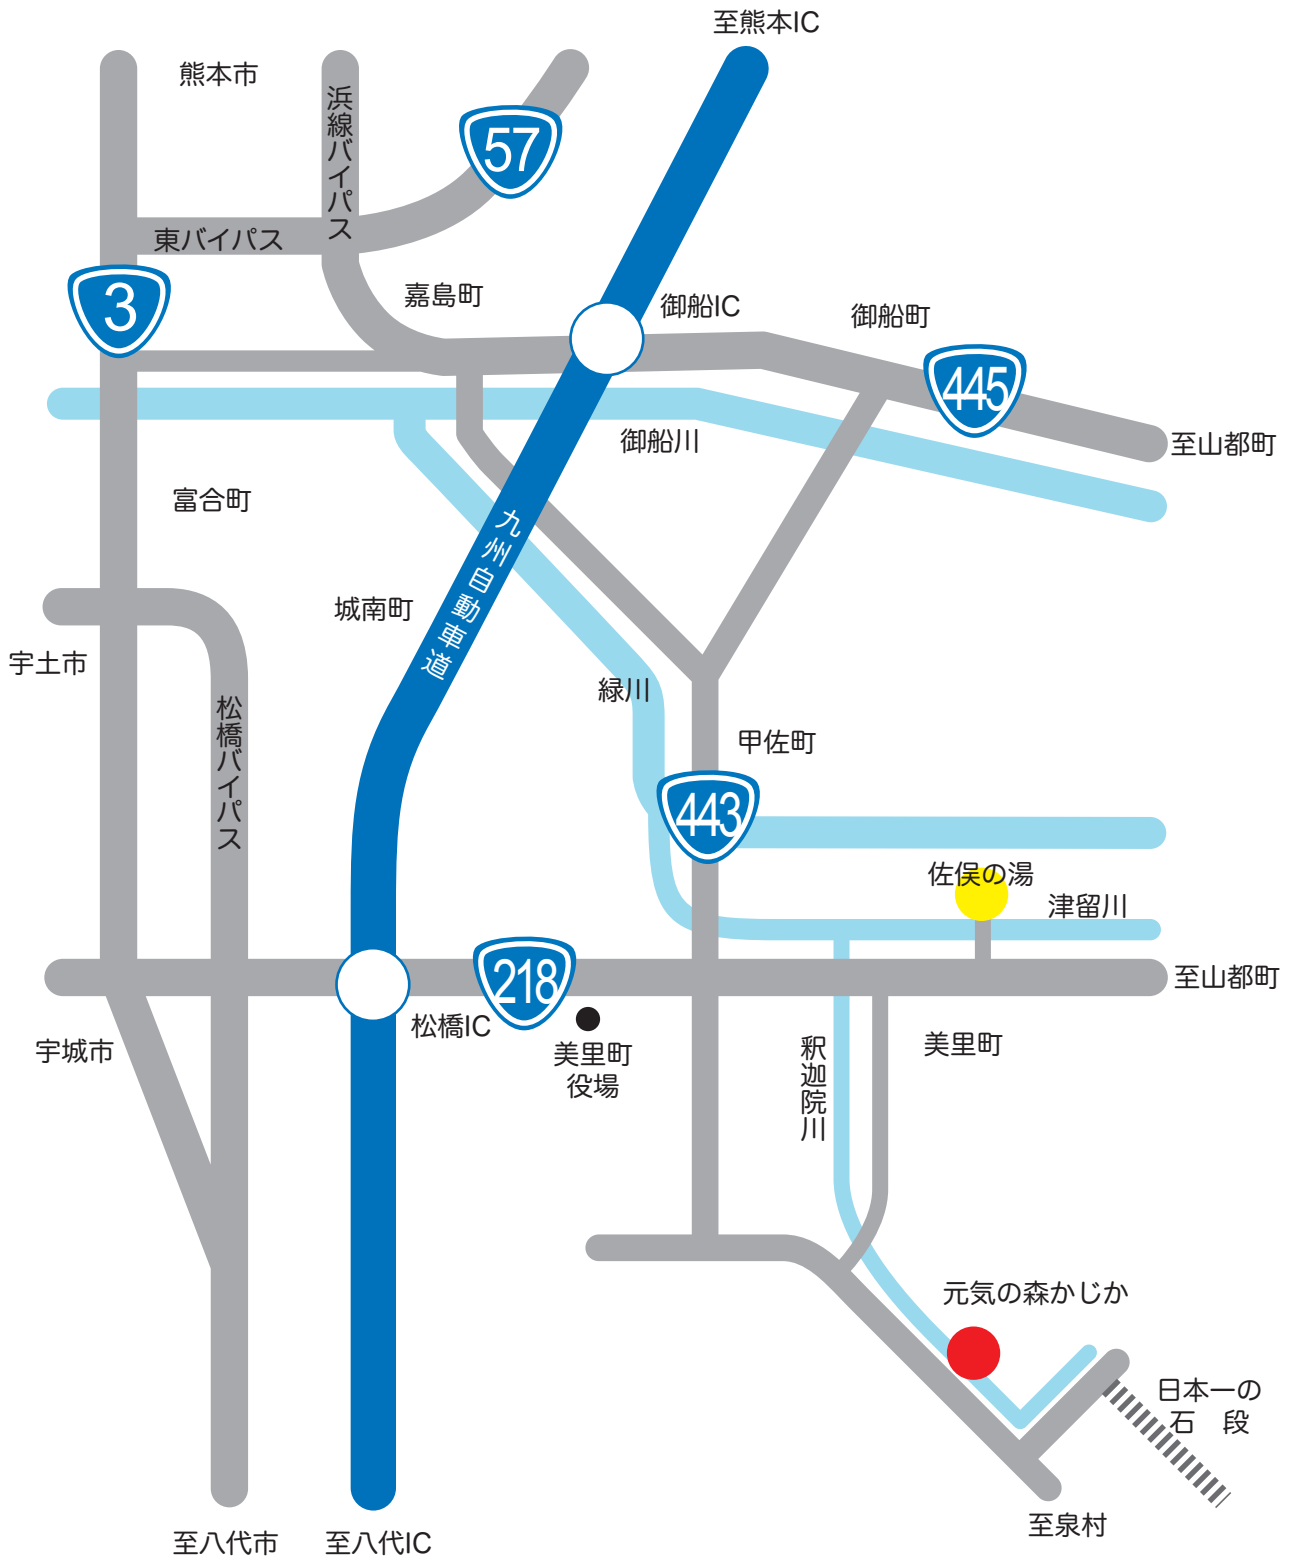 至熊本IC
熊本市
浜線バイパス
57
東バイパス
3
嘉島町
御船IC
御船町
445
御船川
至山都町
富合町
九州自動車道
城南町
宇土市
緑川
松橋バイパス
甲佐町
443
佐俣の湯
津留川
218
至山都町
松橋IC
宇城市
美里町
役場
釈迦院川
美里町
元気の森かじか
日本一の
石　段
至泉村
至八代市
至八代IC